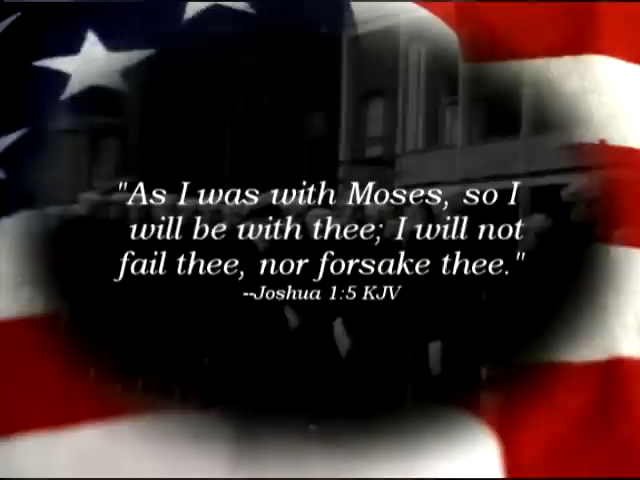 "As I was with Moses, so I
will be with thee; I will not
fail thee, nor forsake thee."
--Joshua 1:5 KJV